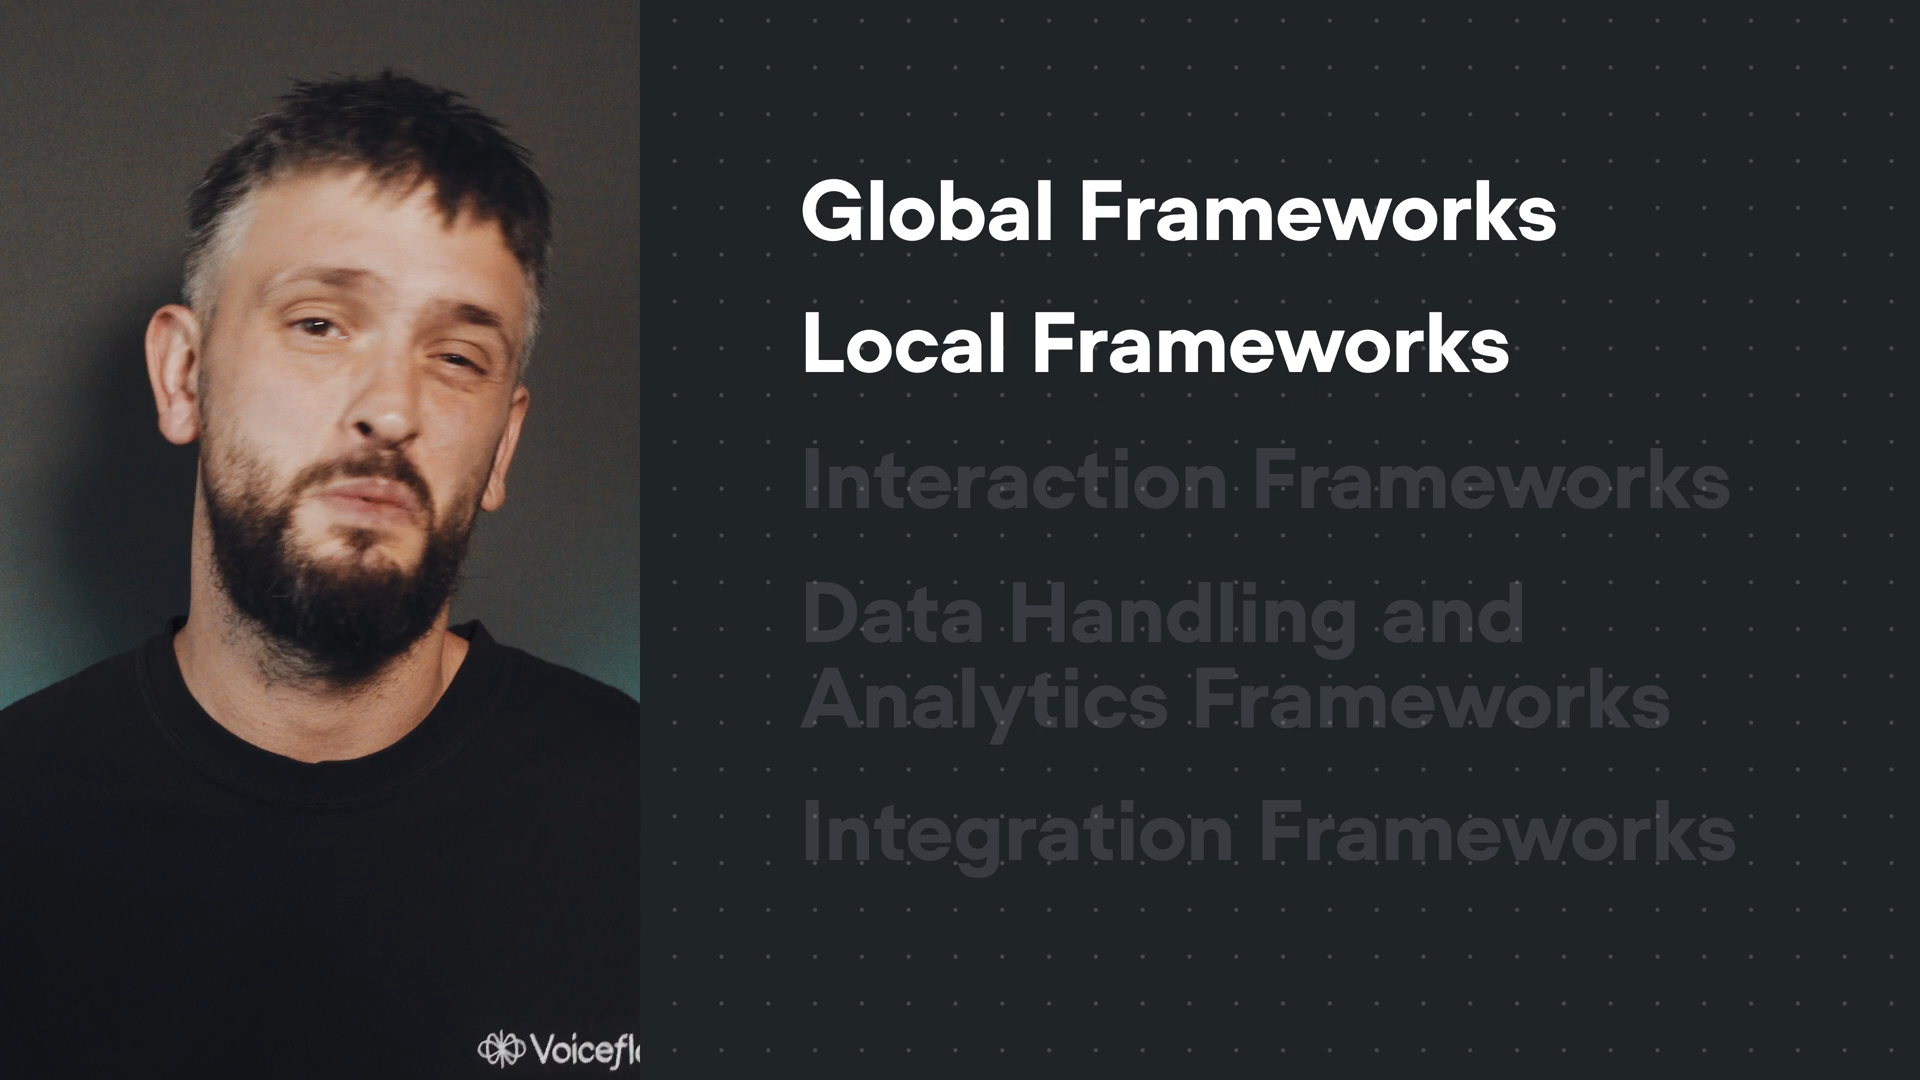 Global Frameworks
Local Frameworks
Interaction Frameworks
Data Handling and
Analytics Frameworks
Integration Frameworks
Voicefl